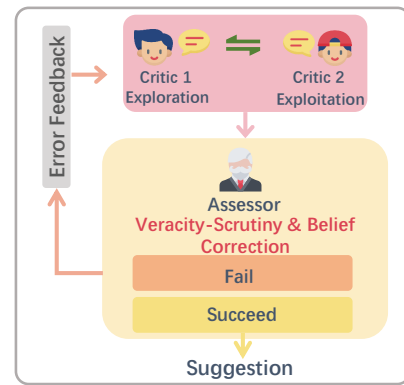 Error Feedback
Critic 1
Exploration
Critic 2
Exploitation
Assessor
Veracity-Scrutiny & Belief
Correction
Fail
Succeed
Suggestion